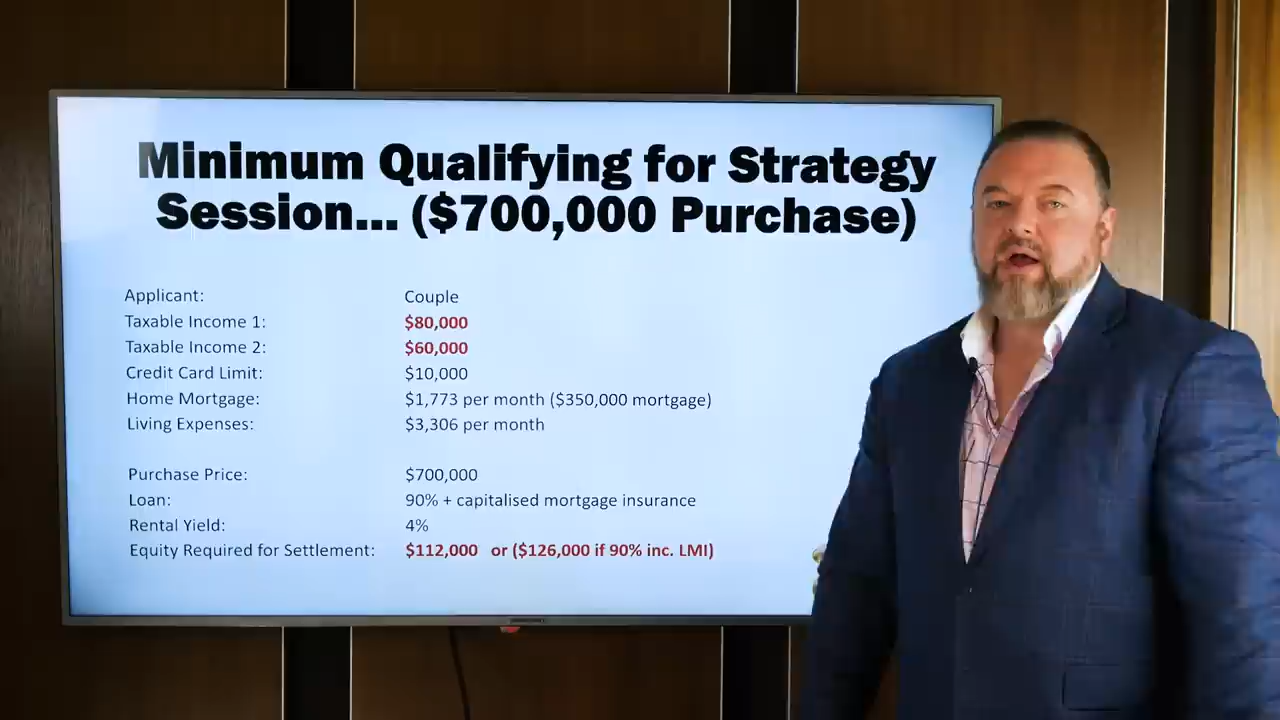 Minimum Qualifying for Strategy
Session... ($700,000 Purchase)
Applicant: Couple
Taxable Income 1: $80,000
Taxable Income 2: $60,000
Credit Card Limit: $10,000
Home Mortgage: $1,773 per month ($350,000 mortgage)
Living Expenses: $3,306 per month
Purchase Price: $700,000
Loan: 90% + capitalised mortgage insurance
Rental Yield: 4%
Equity Required for Settlement: $112,000 or ($126,000 if 90% inc. LMI)